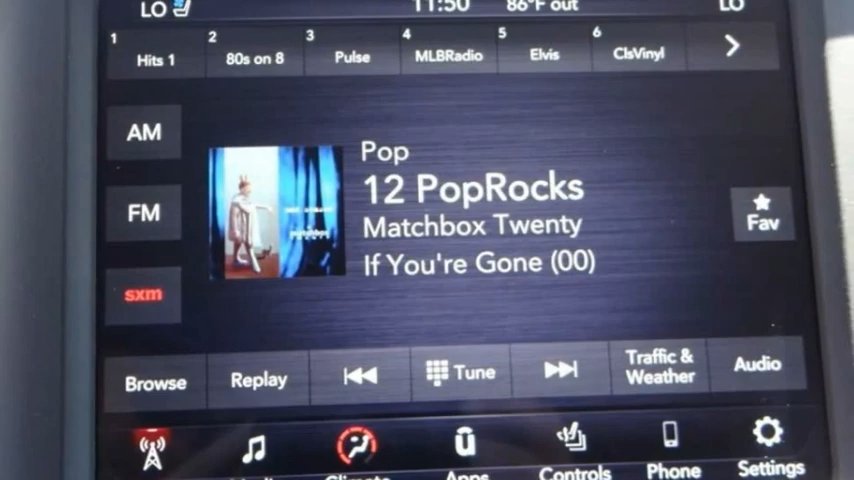 LO
11:50
86°F out
LO
1 Hits 1
2 80s on 8
3 Pulse
4 MLBRadio
5 Elvis
6 ClsVinyl
AM
FM
sxm
Pop
12 PopRocks
Matchbox Twenty
If You're Gone (00)
Fav
Browse
Replay
Tune
Traffic &
Weather
Audio
Climate
Apps
Controls
Phone
Settings